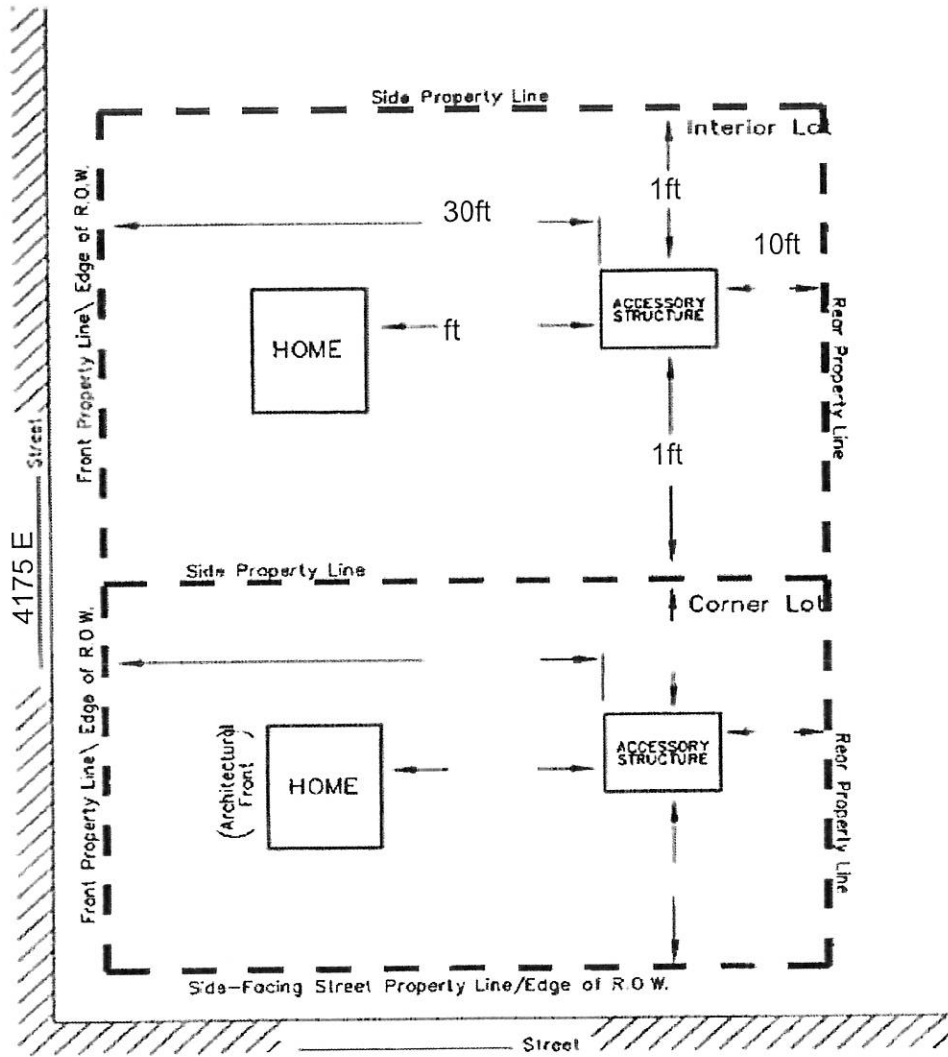 Side Property Line
Interior Lot
1ft
30ft
10ft
Front Property Line\ Edge of R.O.W.
ACCESSORY
STRUCTURE
HOME
ft
Rear Property Line
1ft
4175 E
Street
Side Property Line
Corner Lot
Front Property Line\ Edge of R.O.W.
ACCESSORY
STRUCTURE
(Architectural
Front)
HOME
Rear Property Line
Side-Facing Street Property Line/Edge of R.O.W.
Street